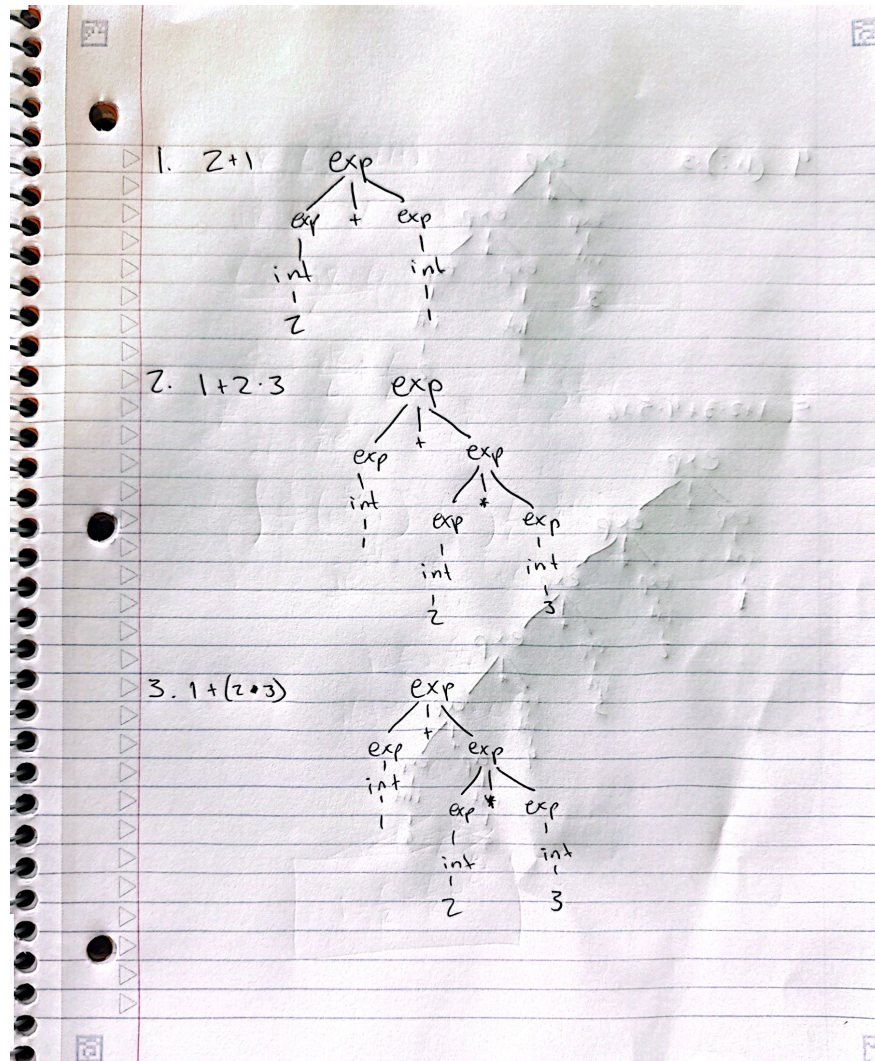 1. 2+1 exp
exp + exp
int int
2 1
2. 1+2·3 exp
+
exp exp
int *
1 exp exp
int int
2 3
3. 1+(2·3) exp
+
exp exp
int
1 exp * exp
int int
2 3